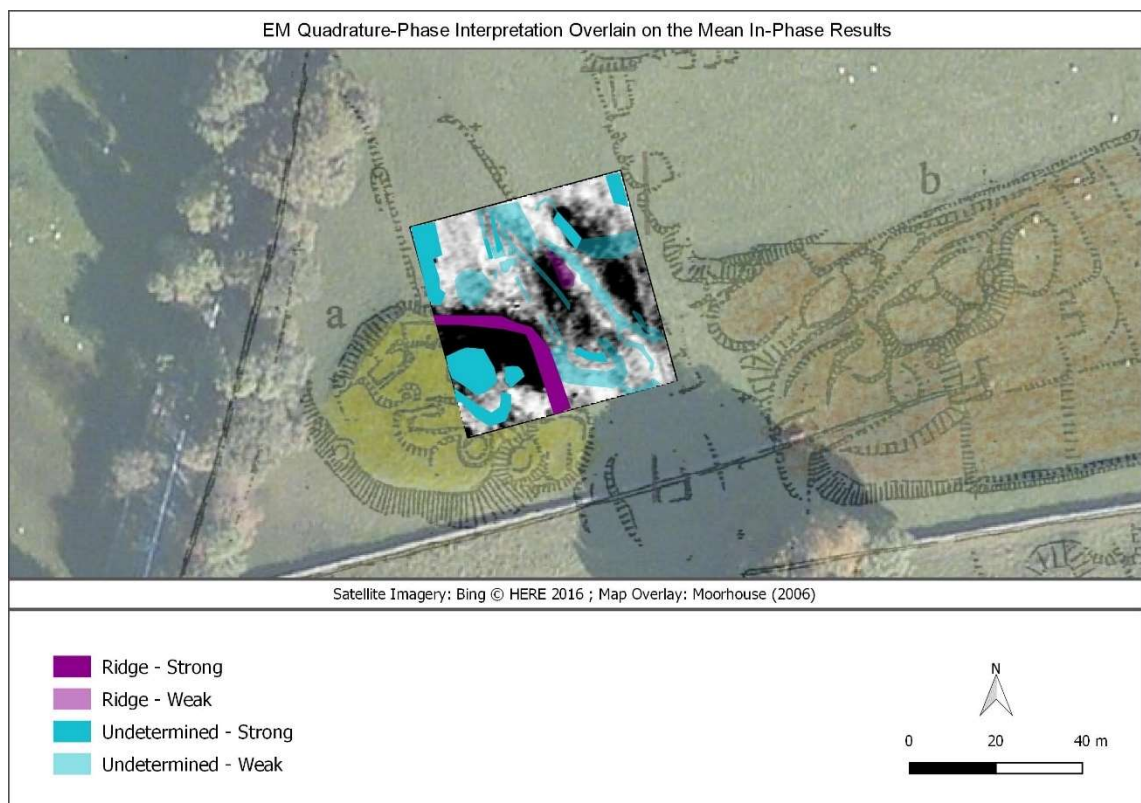 EM Quadrature-Phase Interpretation Overlain on the Mean In-Phase Results
a
b
Satellite Imagery: Bing © HERE 2016 ; Map Overlay: Moorhouse (2006)
Ridge - Strong
Ridge - Weak
Undetermined - Strong
Undetermined - Weak
N
0 20 40 m